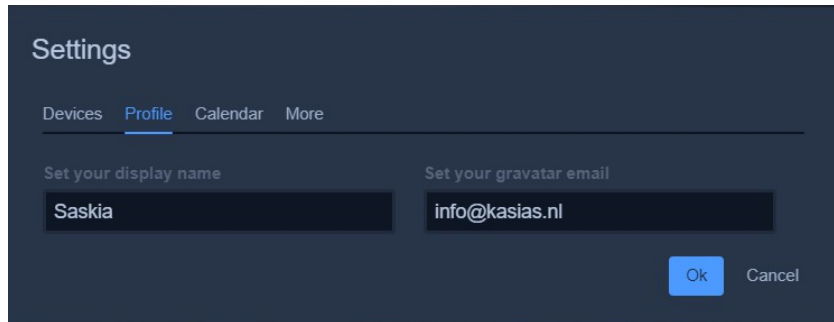 Settings
Devices Profile Calendar More
Set your display name Set your gravatar email
Saskia info@kasias.nl
Ok Cancel